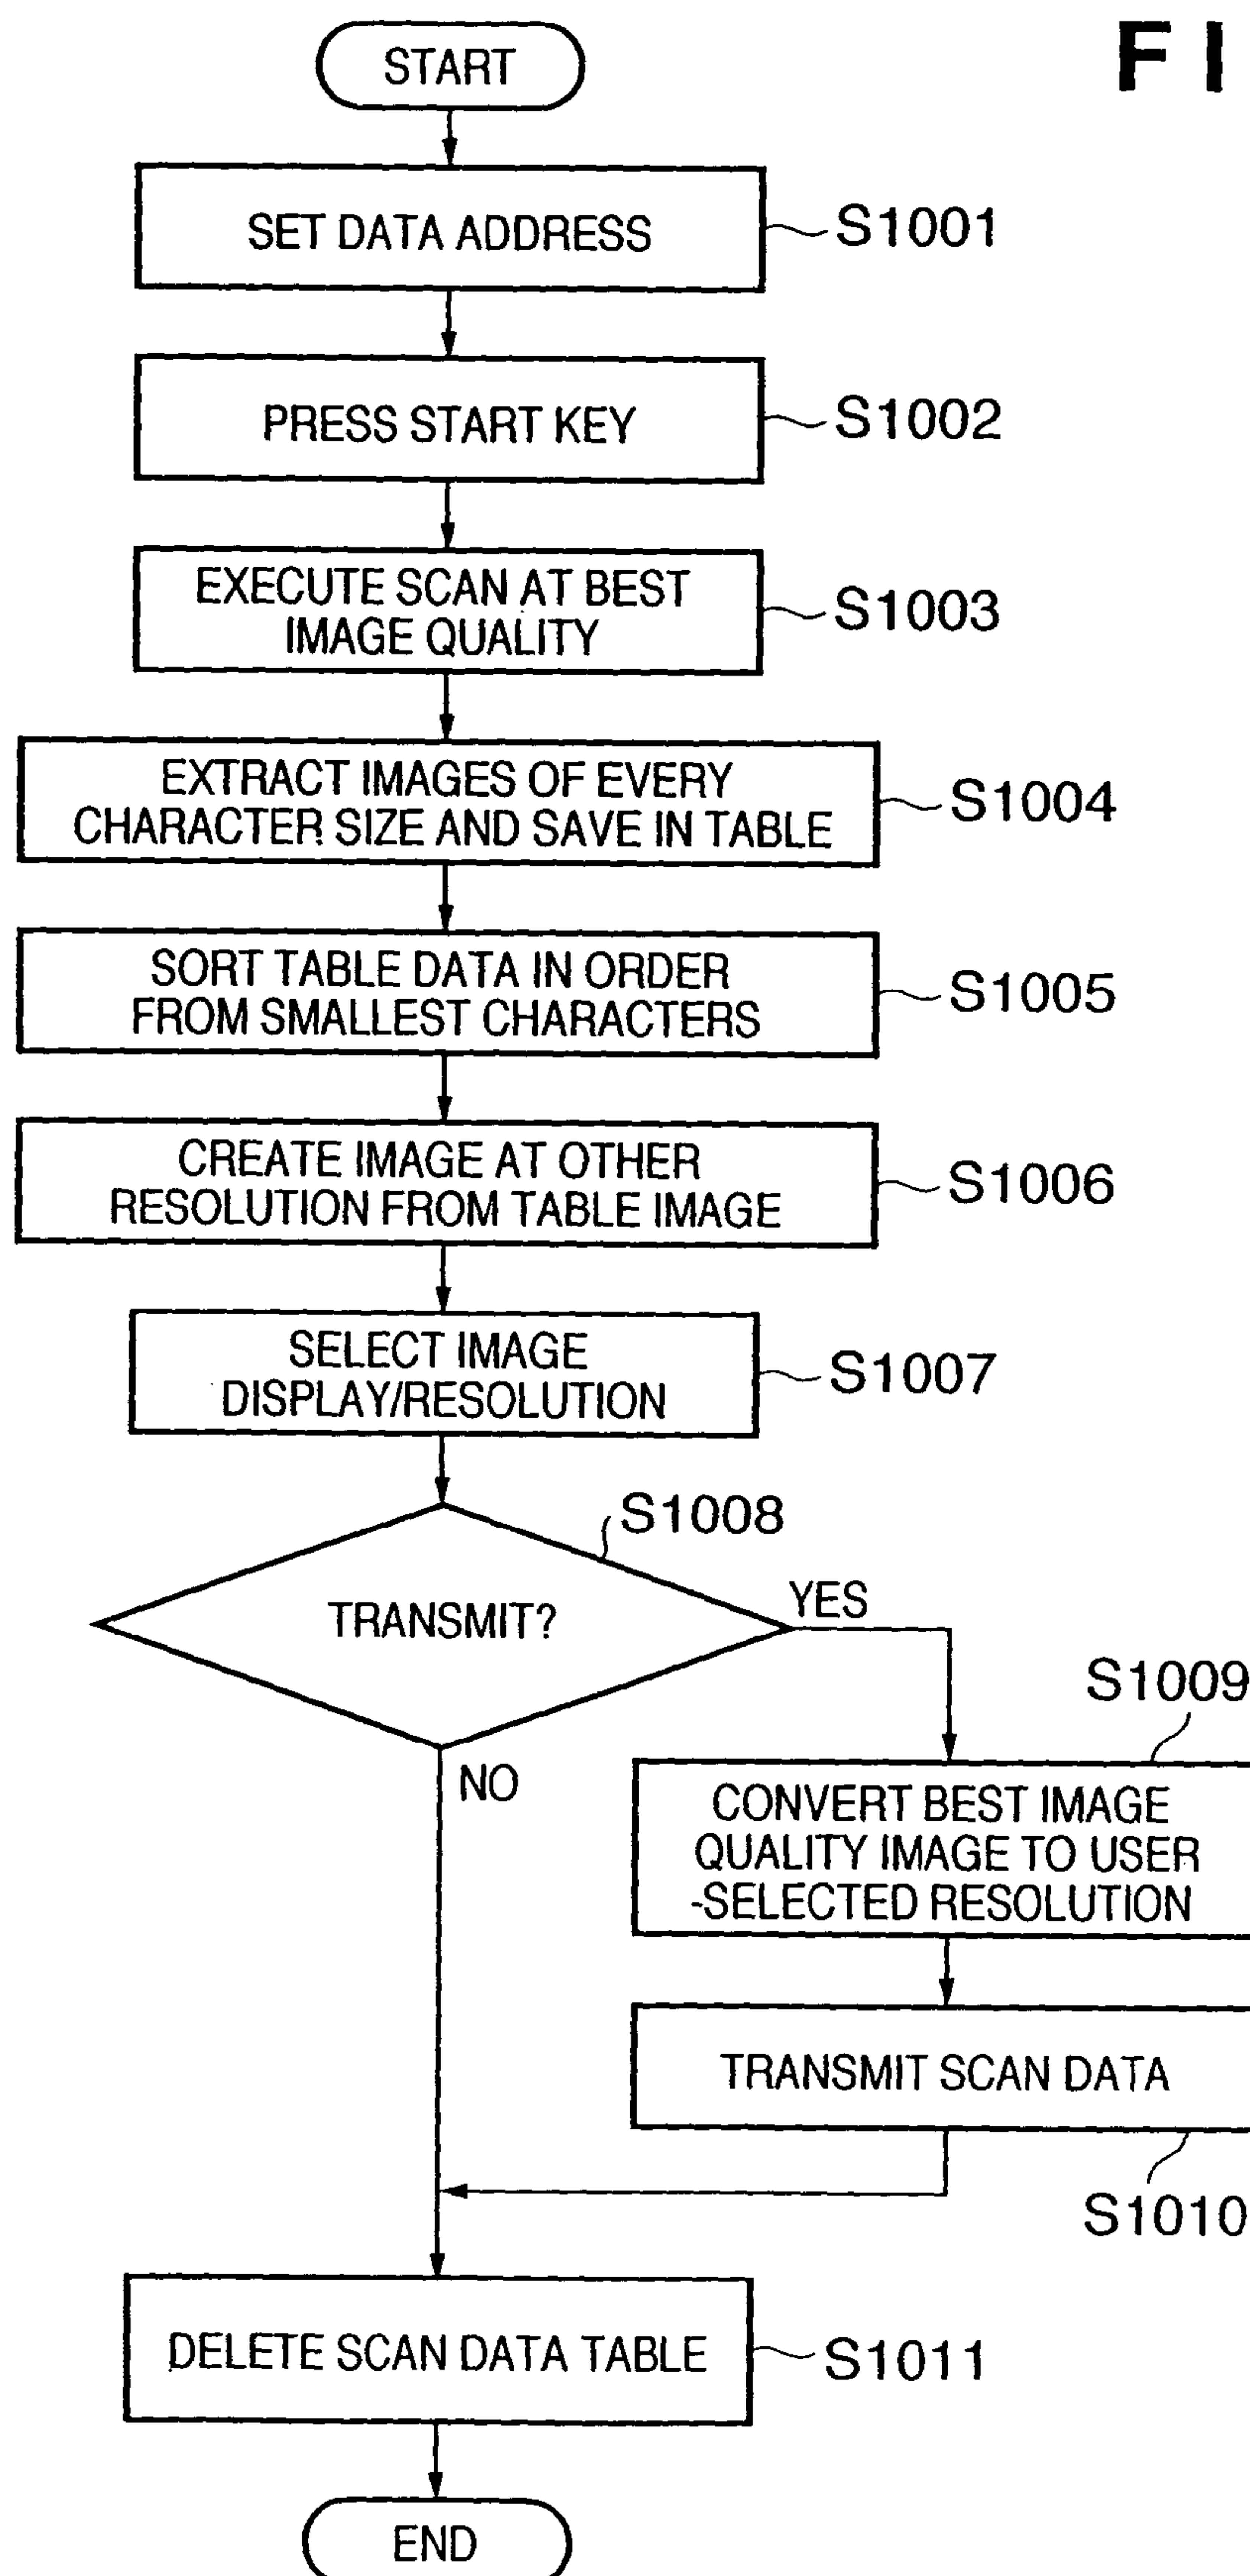 FI
START
SET DATA ADDRESS
S1001
PRESS START KEY
S1002
EXECUTE SCAN AT BEST
IMAGE QUALITY
S1003
EXTRACT IMAGES OF EVERY
CHARACTER SIZE AND SAVE IN TABLE
S1004
SORT TABLE DATA IN ORDER
FROM SMALLEST CHARACTERS
S1005
CREATE IMAGE AT OTHER
RESOLUTION FROM TABLE IMAGE
S1006
SELECT IMAGE
DISPLAY/RESOLUTION
S1007
S1008
TRANSMIT?
YES
NO
S1009
CONVERT BEST IMAGE
QUALITY IMAGE TO USER
-SELECTED RESOLUTION
TRANSMIT SCAN DATA
S1010
DELETE SCAN DATA TABLE
S1011
END